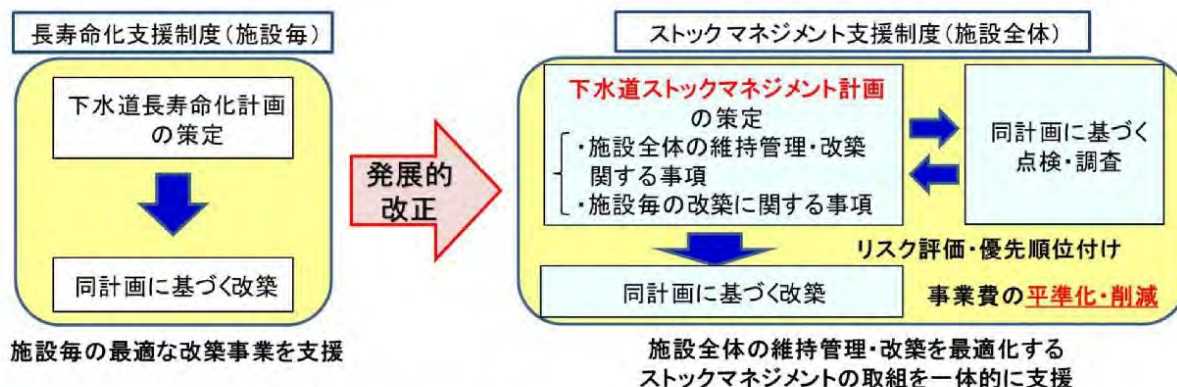 長寿命化支援制度(施設毎)
下水道長寿命化計画
の策定
同計画に基づく改築
施設毎の最適な改築事業を支援
発展的
改正
ストックマネジメント支援制度(施設全体)
下水道ストックマネジメント計画
の策定
・施設全体の維持管理・改築
関する事項
・施設毎の改築に関する事項
同計画に基づく
点検・調査
リスク評価・優先順位付け
同計画に基づく改築
事業費の平準化・削減
施設全体の維持管理・改築を最適化する
ストックマネジメントの取組を一体的に支援